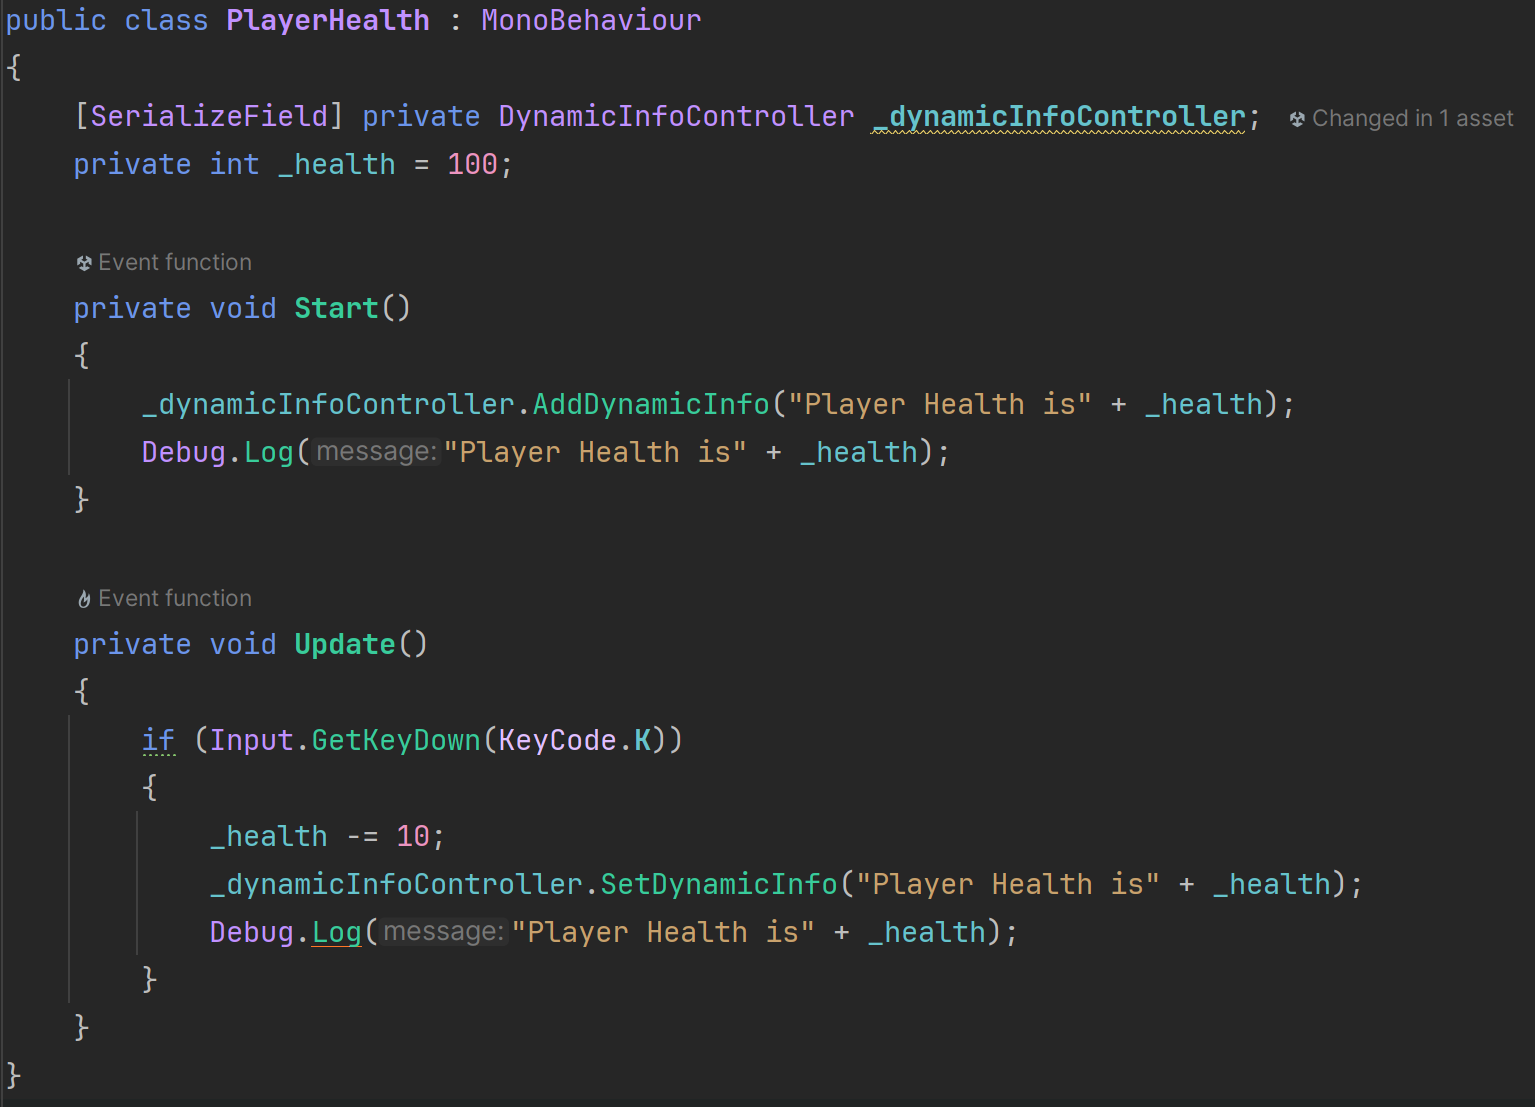 public class PlayerHealth : MonoBehaviour
{
    [SerializeField] private DynamicInfoController _dynamicInfoController; Changed in 1 asset
    private int _health = 100;
    Event function
    private void Start()
    {
        _dynamicInfoController.AddDynamicInfo("Player Health is" + _health);
        Debug.Log(message:"Player Health is" + _health);
    }
    Event function
    private void Update()
    {
        if (Input.GetKeyDown(KeyCode.K))
        {
            _health -= 10;
            _dynamicInfoController.SetDynamicInfo("Player Health is" + _health);
            Debug.Log(message:"Player Health is" + _health);
        }
    }
}